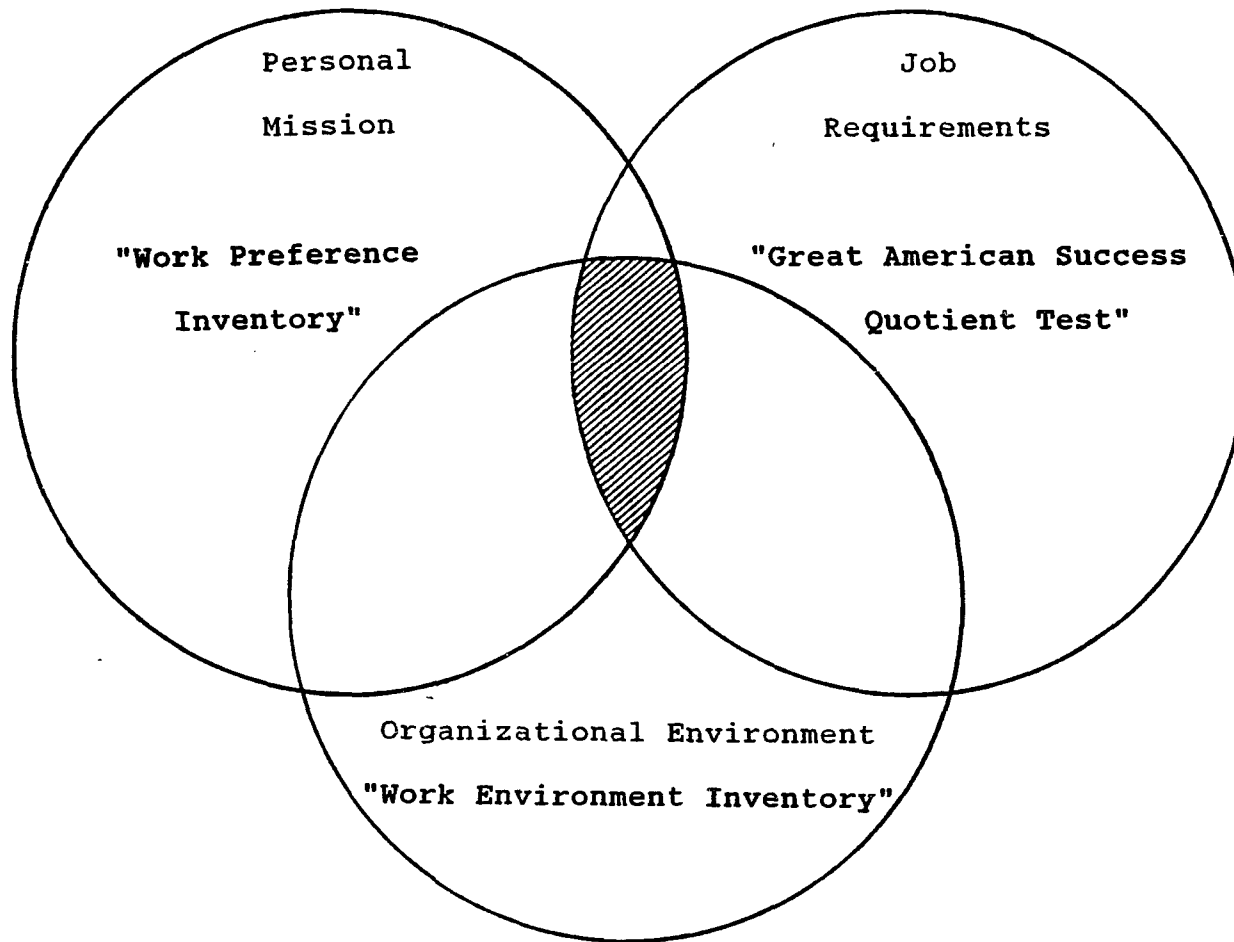 Personal
Mission
"Work Preference
Inventory"
Job
Requirements
"Great American Success
Quotient Test"
Organizational Environment
"Work Environment Inventory"